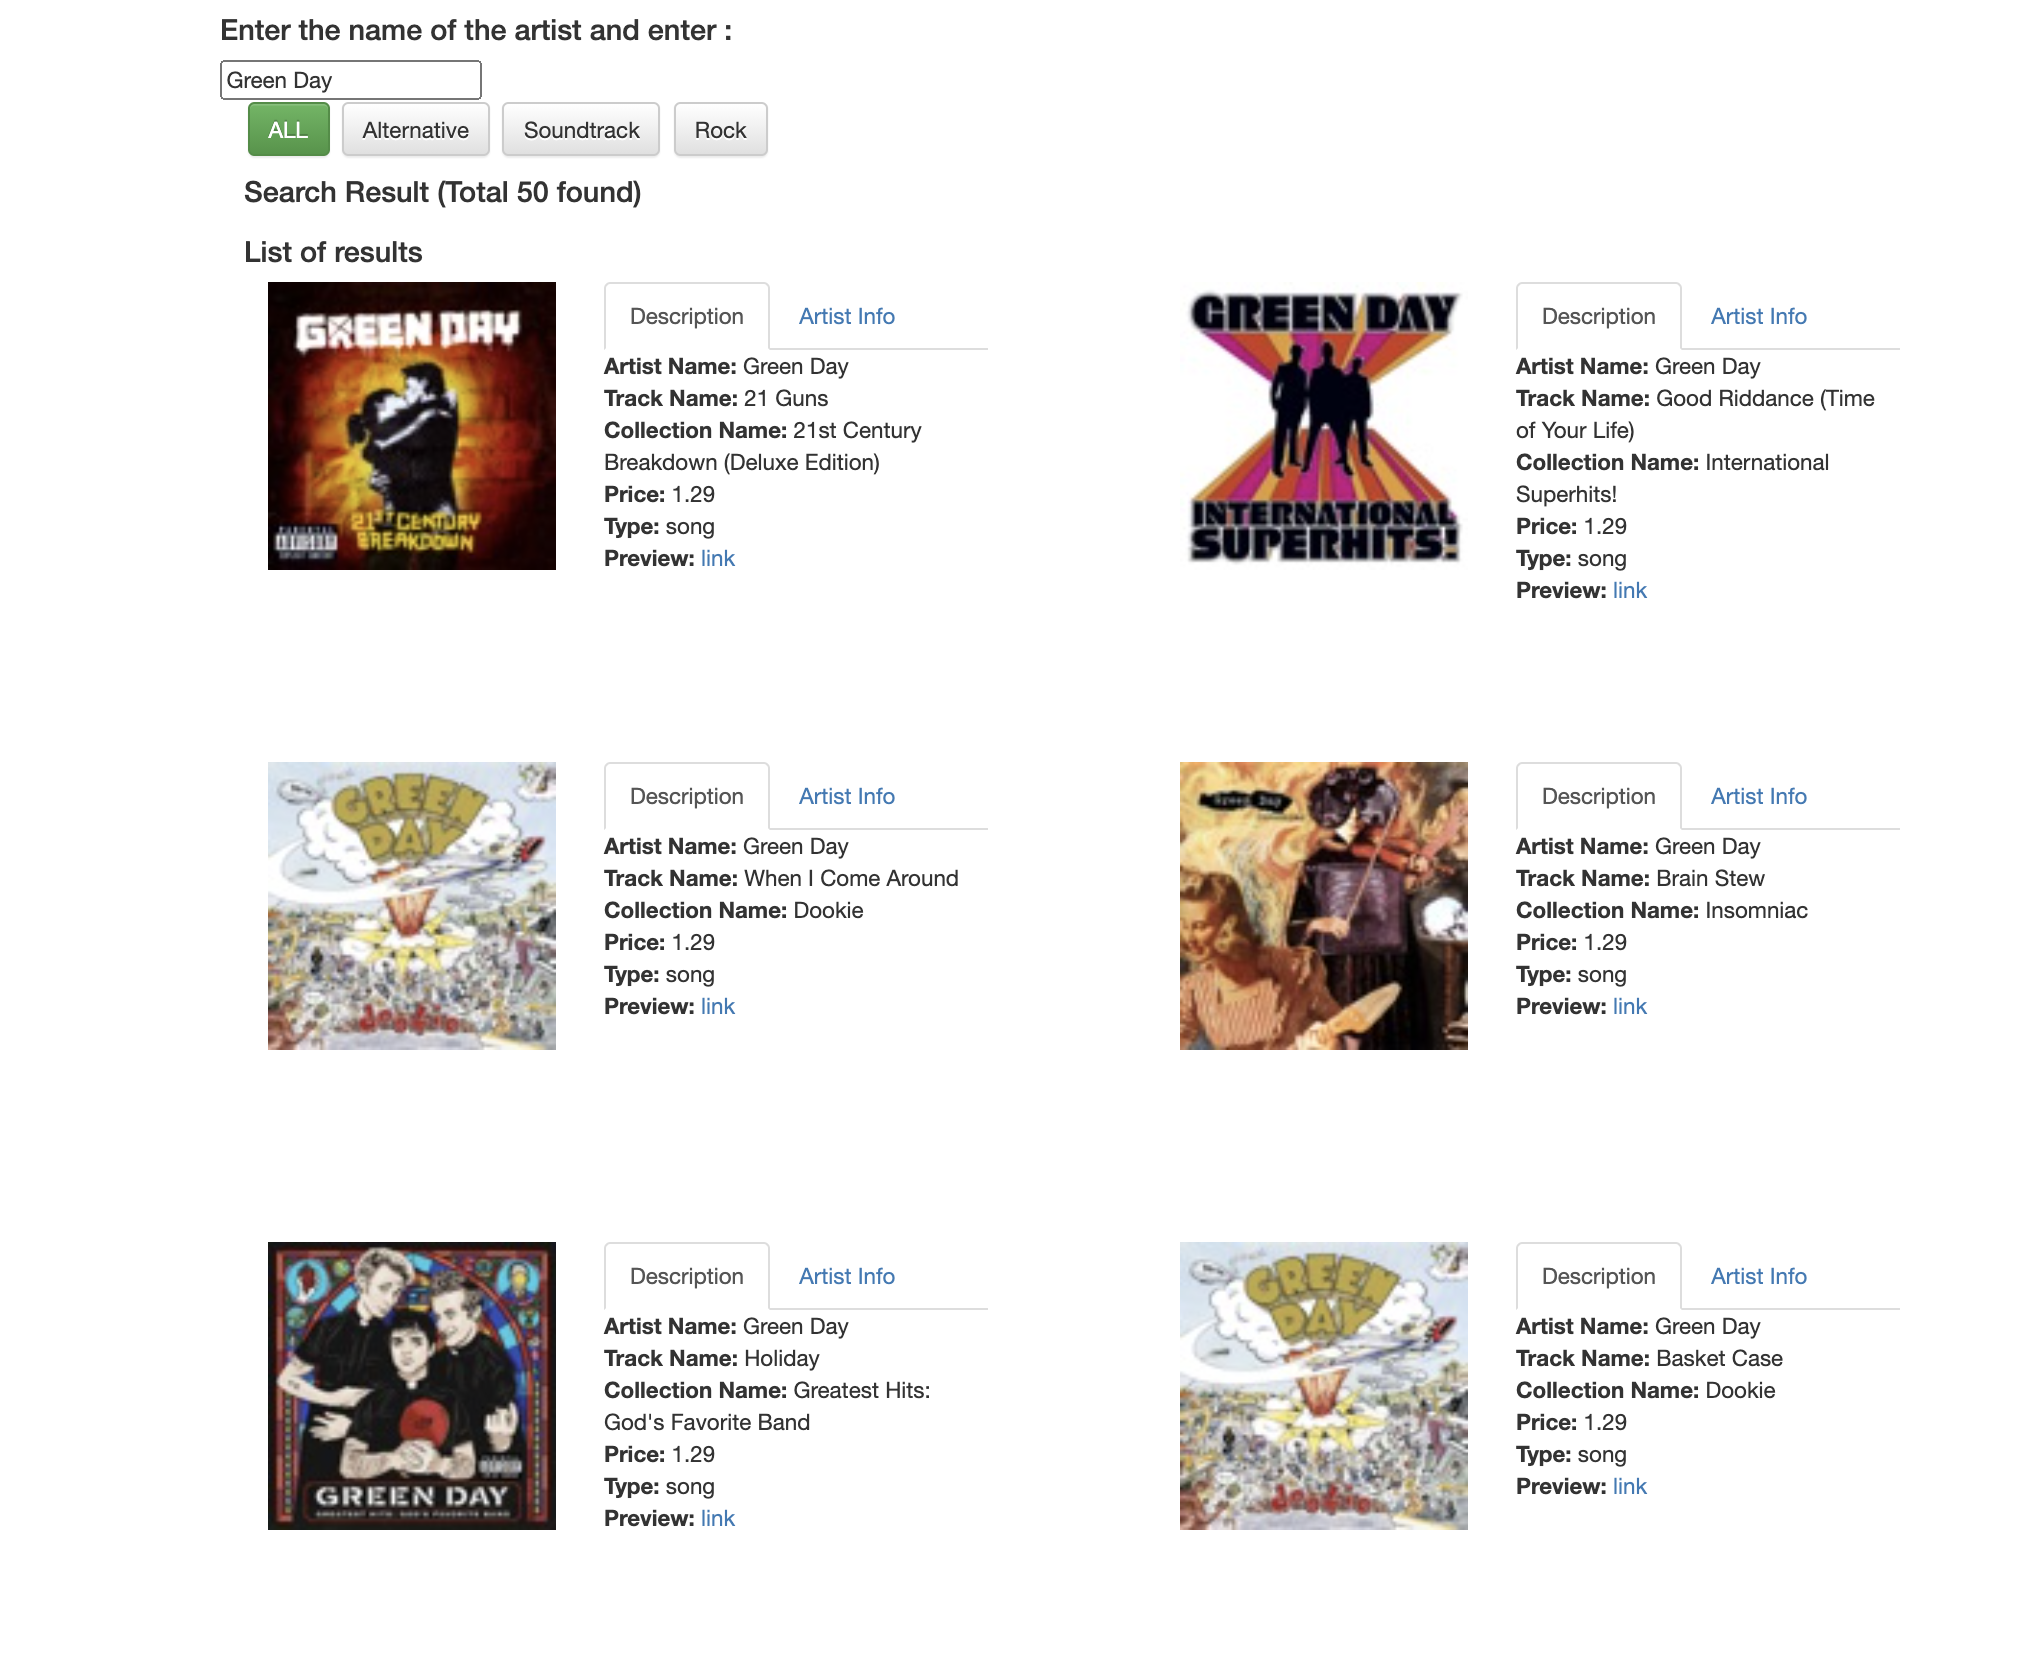 Enter the name of the artist and enter :
Green Day
ALL Alternative Soundtrack Rock
Search Result (Total 50 found)
List of results
GREEN DAY
21ST CENTURY
BREAKDOWN
PARENTAL
ADVISORY
Description Artist Info
Artist Name: Green Day
Track Name: 21 Guns
Collection Name: 21st Century
Breakdown (Deluxe Edition)
Price: 1.29
Type: song
Preview: link
GREEN DAY
INTERNATIONAL
SUPERHITS!
Description Artist Info
Artist Name: Green Day
Track Name: Good Riddance (Time
of Your Life)
Collection Name: International
Superhits!
Price: 1.29
Type: song
Preview: link
GREEN
DAY
dookie
Description Artist Info
Artist Name: Green Day
Track Name: When I Come Around
Collection Name: Dookie
Price: 1.29
Type: song
Preview: link
Green Day
Description Artist Info
Artist Name: Green Day
Track Name: Brain Stew
Collection Name: Insomniac
Price: 1.29
Type: song
Preview: link
GREEN DAY
GREATEST HITS: GOD'S FAVORITE BAND
Description Artist Info
Artist Name: Green Day
Track Name: Holiday
Collection Name: Greatest Hits:
God's Favorite Band
Price: 1.29
Type: song
Preview: link
GREEN
DAY
dookie
Description Artist Info
Artist Name: Green Day
Track Name: Basket Case
Collection Name: Dookie
Price: 1.29
Type: song
Preview: link